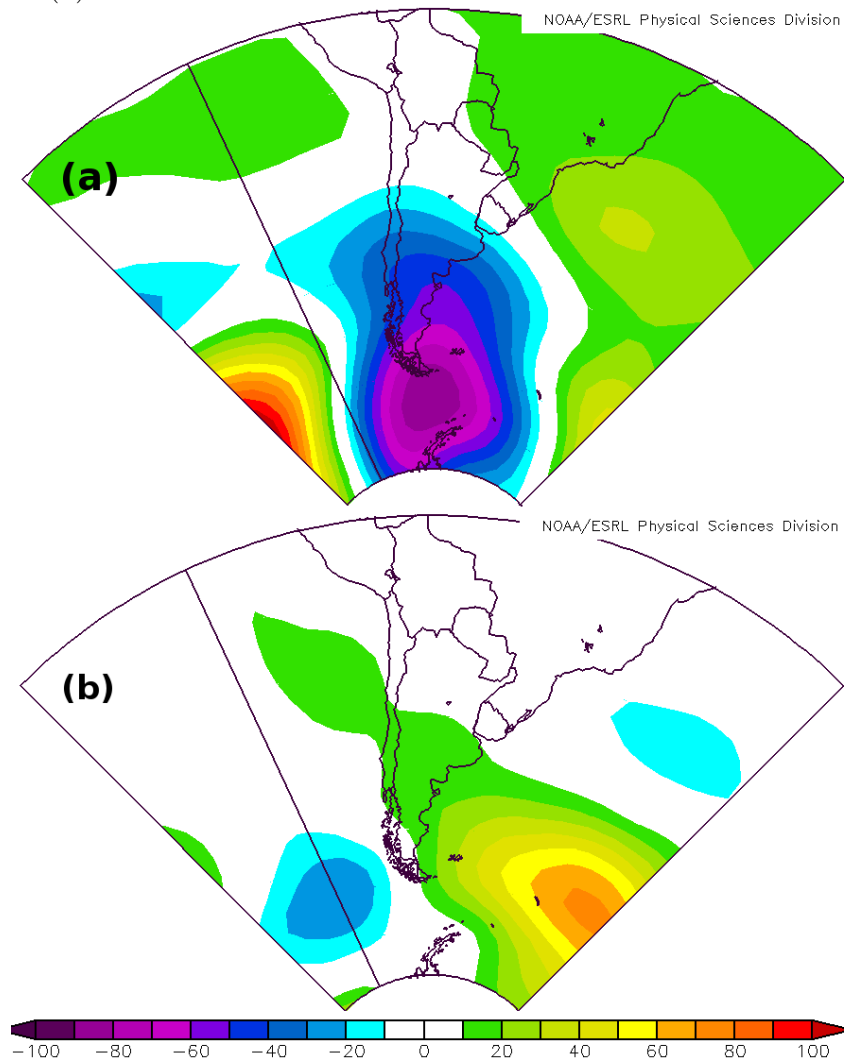 NOAA/ESRL Physical Sciences Division
(a)
NOAA/ESRL Physical Sciences Division
(b)
−100 −80 −60 −40 −20 0 20 40 60 80 100